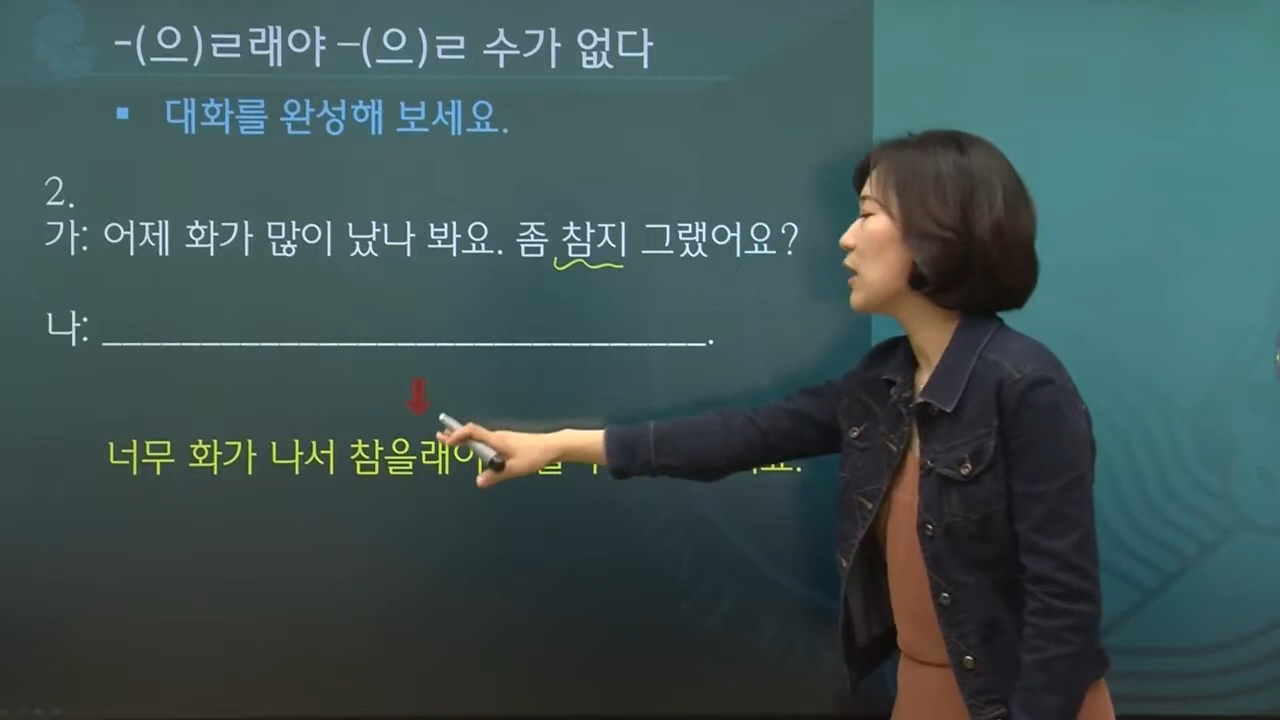 -(으)ㄹ래야 –(으)ㄹ 수가 없다
▪ 대화를 완성해 보세요.
2.
가: 어제 화가 많이 났나 봐요. 좀 참지 그랬어요?
나: ______________________________.
너무 화가 나서 참을래야